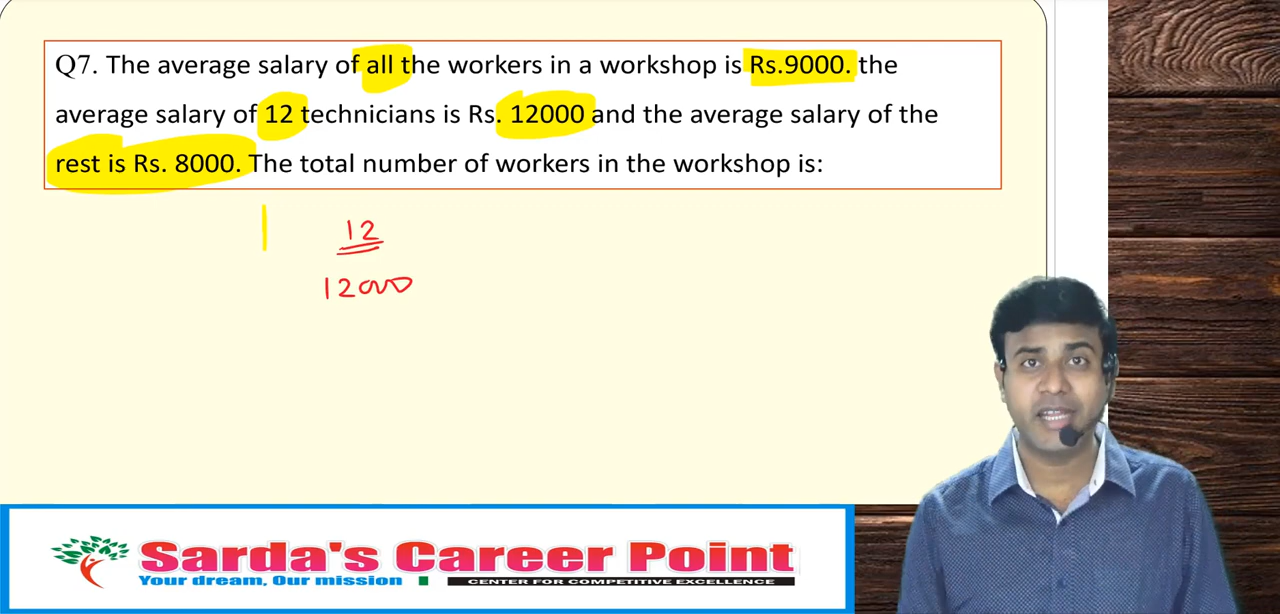 Q7. The average salary of all the workers in a workshop is Rs.9000. the
average salary of 12 technicians is Rs. 12000 and the average salary of the
rest is Rs. 8000. The total number of workers in the workshop is:
12
12000
Sarda's Career Point
Your dream, Our mission
CENTER FOR COMPETITIVE EXCELLENCE